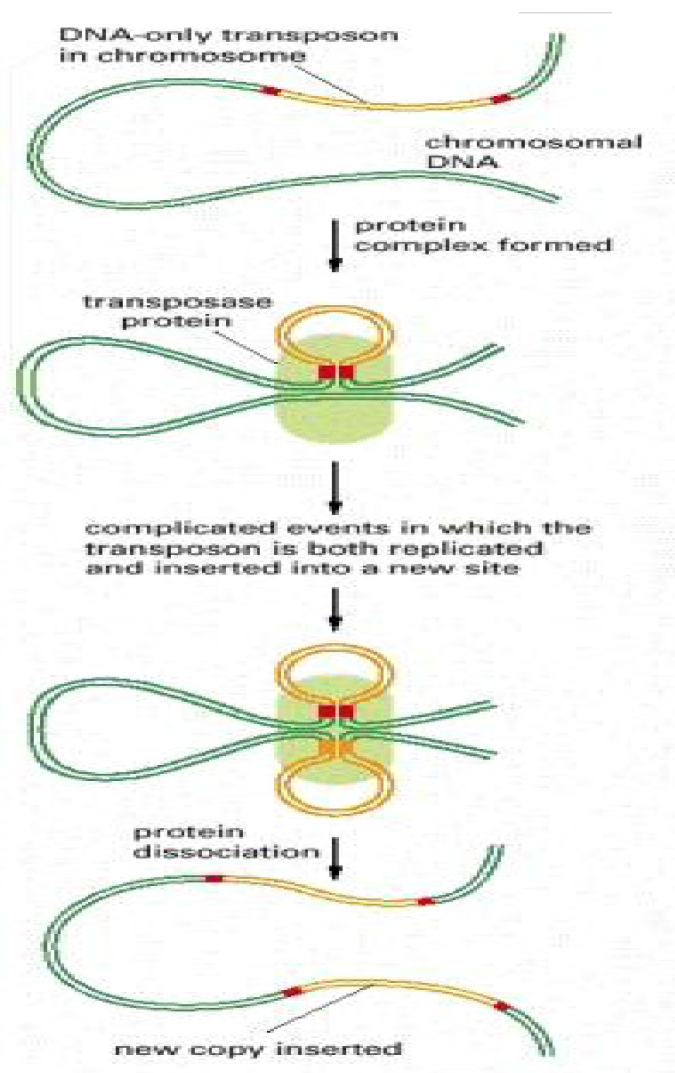 DNA-only transposon
in chromosome
chromosomal
DNA
protein
complex formed
transposase
protein
complicated events in which the
transposon is both replicated
and inserted into a new site
protein
dissociation
new copy inserted